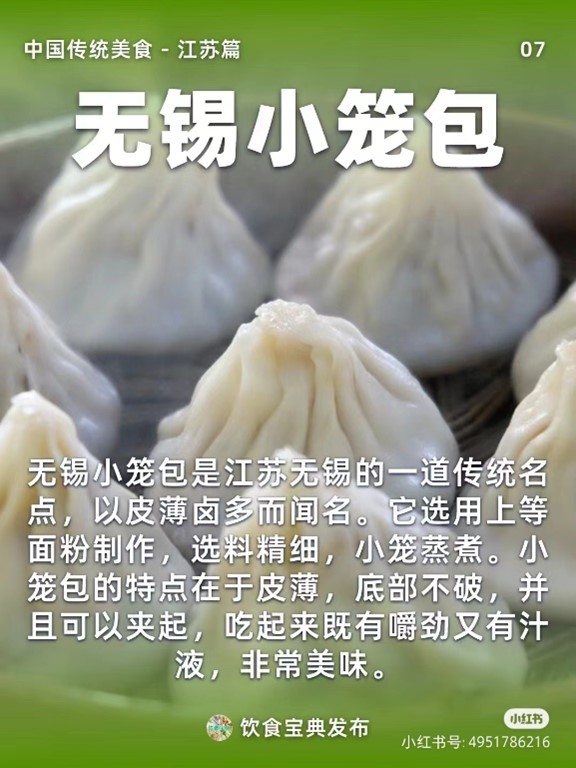 中国传统美食 - 江苏篇
07
无锡小笼包
无锡小笼包是江苏无锡的一道传统名
点，以皮薄卤多而闻名。它选用上等
面粉制作，选料精细，小笼蒸煮。小
笼包的特点在于皮薄，底部不破，并
且可以夹起，吃起来既有嚼劲又有汁
液，非常美味。
饮食宝典发布
小红书
小红书号: 4951786216